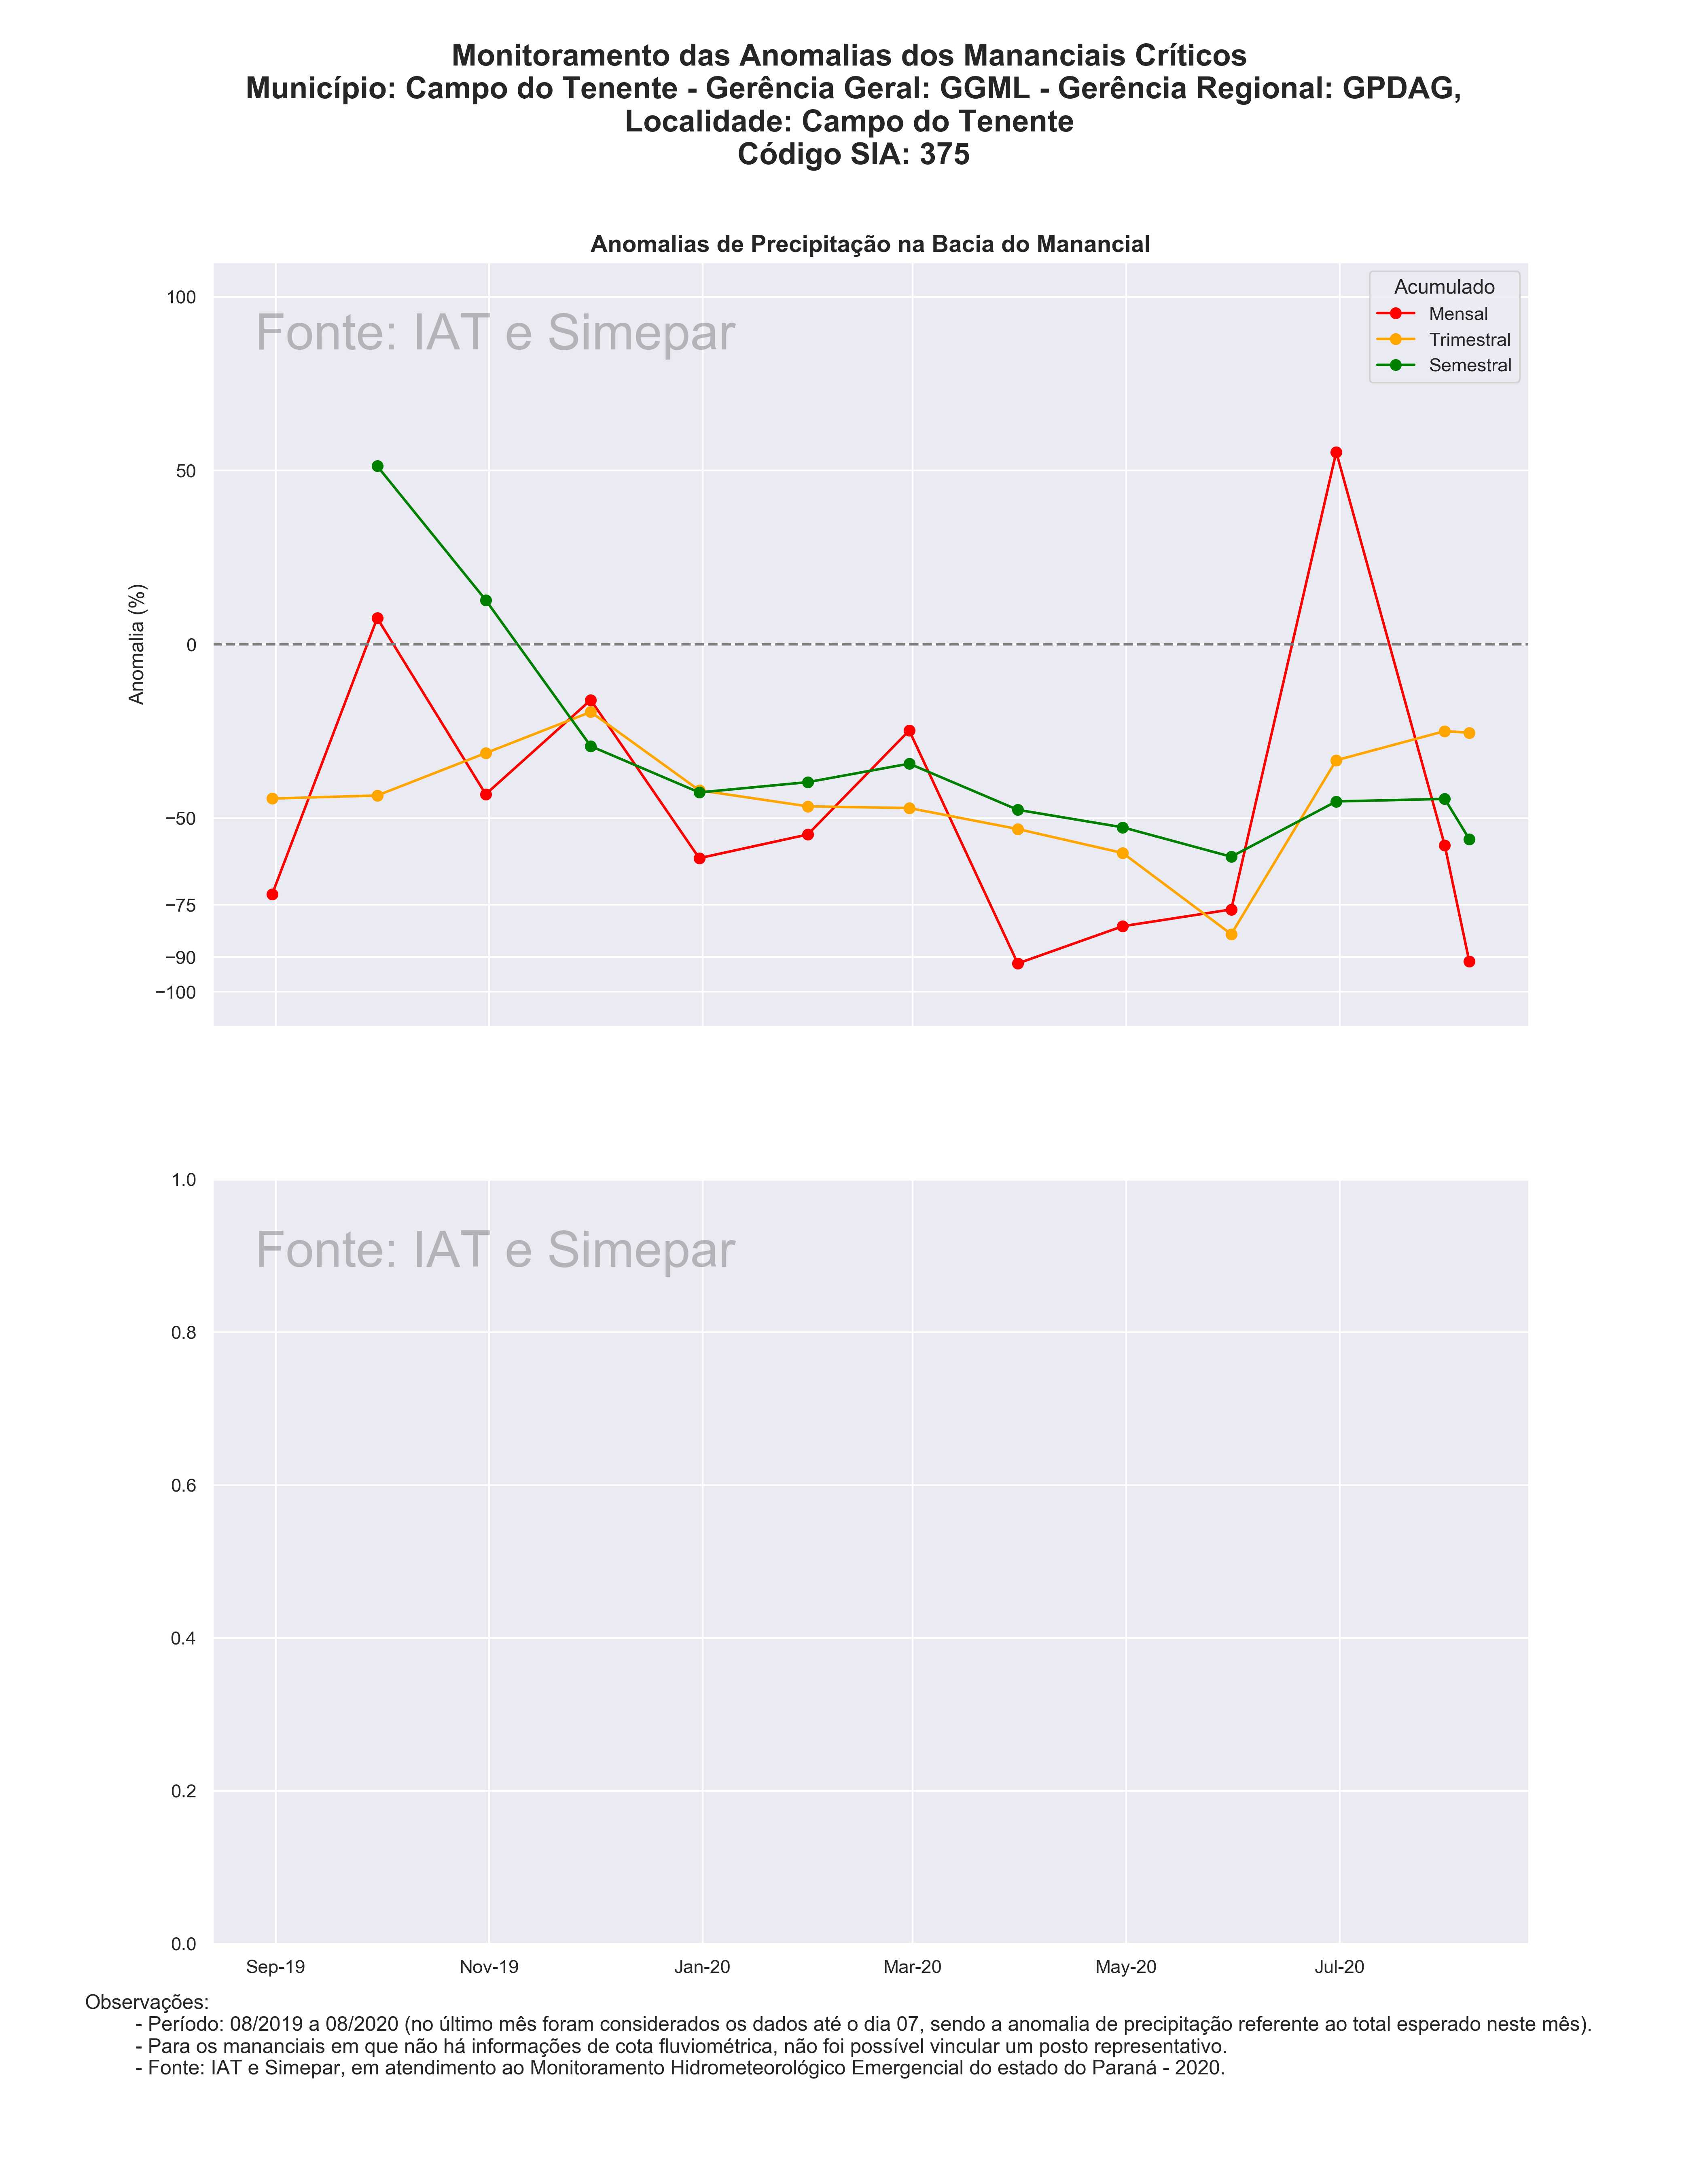 Monitoramento das Anomalias dos Mananciais Críticos
Município: Campo do Tenente - Gerência Geral: GGML - Gerência Regional: GPDAG,
Localidade: Campo do Tenente
Código SIA: 375
Anomalias de Precipitação na Bacia do Manancial
Fonte: IAT e Simepar
Acumulado
Mensal
Trimestral
Semestral
Anomalia (%)
100
50
0
−50
−75
−90
−100
Fonte: IAT e Simepar
1.0
0.8
0.6
0.4
0.2
0.0
Sep-19 Nov-19 Jan-20 Mar-20 May-20 Jul-20
Observações:
- Período: 08/2019 a 08/2020 (no último mês foram considerados os dados até o dia 07, sendo a anomalia de precipitação referente ao total esperado neste mês).
- Para os mananciais em que não há informações de cota fluviométrica, não foi possível vincular um posto representativo.
- Fonte: IAT e Simepar, em atendimento ao Monitoramento Hidrometeorológico Emergencial do estado do Paraná - 2020.